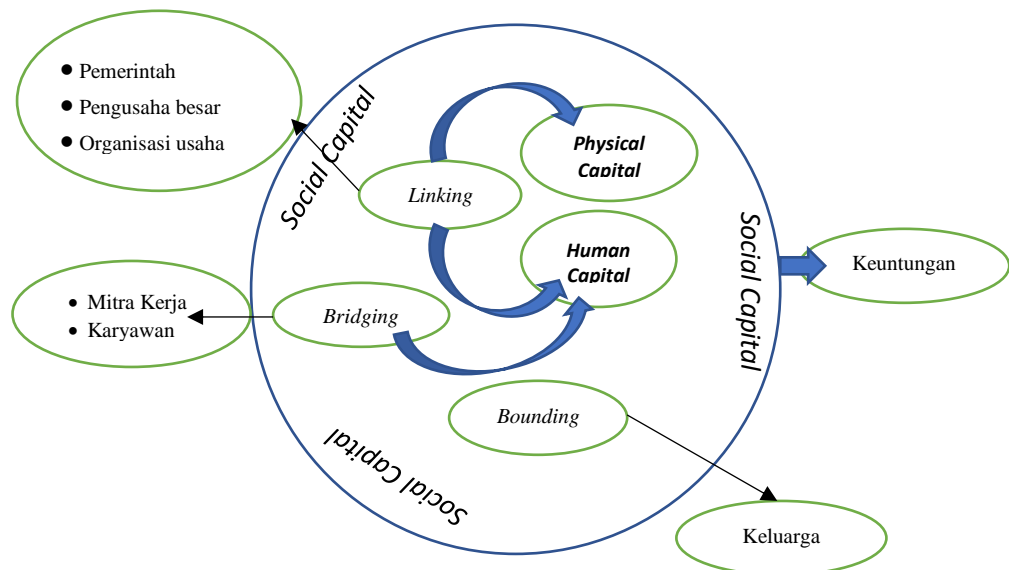 • Pemerintah
• Pengusaha besar
• Organisasi usaha
Social Capital
Physical
Capital
Linking
Human
Capital
Social Capital
Keuntungan
• Mitra Kerja
• Karyawan
Bridging
Bounding
Social Capital
Keluarga